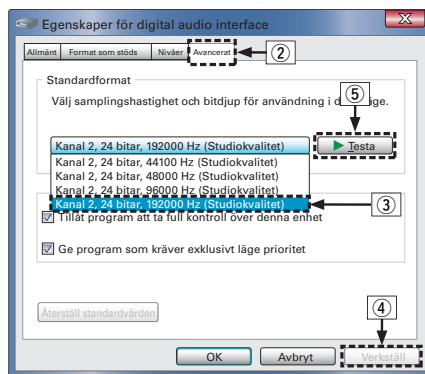 Egenskaper för digital audio interface
Allmänt Format som stöds Nivåer Avancerat
②
Standardformat
⑤
Välj samplingshastighet och bitdjup för användning i d ge.
Kanal 2, 24 bitar, 192000 Hz (Studiokvalitet)
Testa
Kanal 2, 24 bitar, 44100 Hz (Studiokvalitet)
Kanal 2, 24 bitar, 48000 Hz (Studiokvalitet)
Kanal 2, 24 bitar, 96000 Hz (Studiokvalitet)
Kanal 2, 24 bitar, 192000 Hz (Studiokvalitet)
③
Tillåt program att ta full kontroll över denna enhet
Ge program som kräver exklusivt läge prioritet
Återställ standardvärden
④
OK Avbryt Verkställ